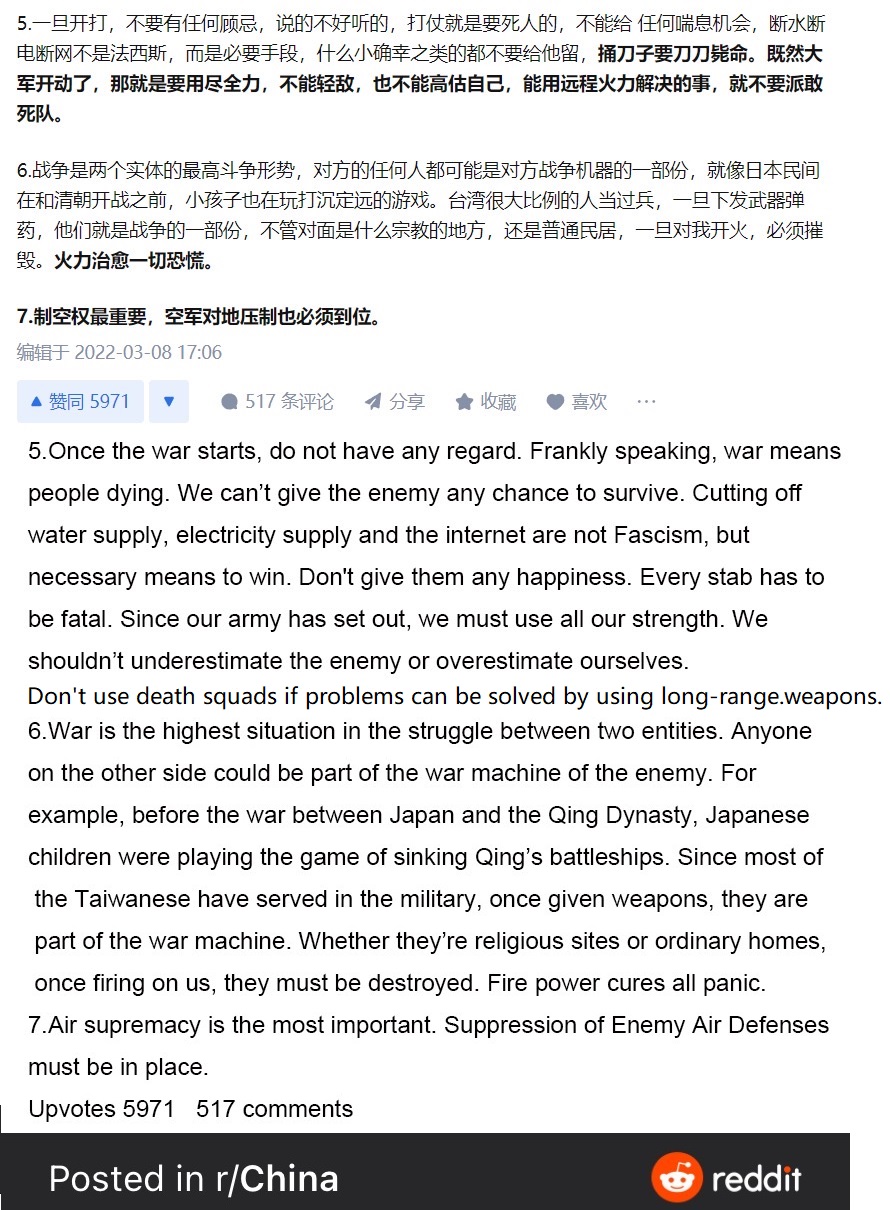 5.一旦开打，不要有任何顾忌，说的不好听的，打仗就是要死人的，不能给 任何喘息机会，断水断
电断网不是法西斯，而是必要手段，什么小确幸之类的都不要给他留，捅刀子要刀刀毙命。既然大
军开动了，那就是要用尽全力，不能轻敌，也不能高估自己，能用远程火力解决的事，就不要派敢
死队。
6.战争是两个实体的最高斗争形势，对方的任何人都可能是对方战争机器的一部份，就像日本民间
在和清朝开战之前，小孩子也在玩打沉定远的游戏。台湾很大比例的人当过兵，一旦下发武器弹
药，他们就是战争的一部份，不管对面是什么宗教的地方，还是普通民居，一旦对我开火，必须摧
毁。火力治愈一切恐慌。
7.制空权最重要，空军对地压制也必须到位。
编辑于 2022-03-08 17:06
赞同 5971 517 条评论 分享 收藏 喜欢 ···
5.Once the war starts, do not have any regard. Frankly speaking, war means
people dying. We can’t give the enemy any chance to survive. Cutting off
water supply, electricity supply and the internet are not Fascism, but
necessary means to win. Don't give them any happiness. Every stab has to
be fatal. Since our army has set out, we must use all our strength. We
shouldn’t underestimate the enemy or overestimate ourselves.
Don't use death squads if problems can be solved by using long-range.weapons.
6.War is the highest situation in the struggle between two entities. Anyone
on the other side could be part of the war machine of the enemy. For
example, before the war between Japan and the Qing Dynasty, Japanese
children were playing the game of sinking Qing’s battleships. Since most of
the Taiwanese have served in the military, once given weapons, they are
part of the war machine. Whether they’re religious sites or ordinary homes,
once firing on us, they must be destroyed. Fire power cures all panic.
7.Air supremacy is the most important. Suppression of Enemy Air Defenses
must be in place.
Upvotes 5971 517 comments
Posted in r/China reddit